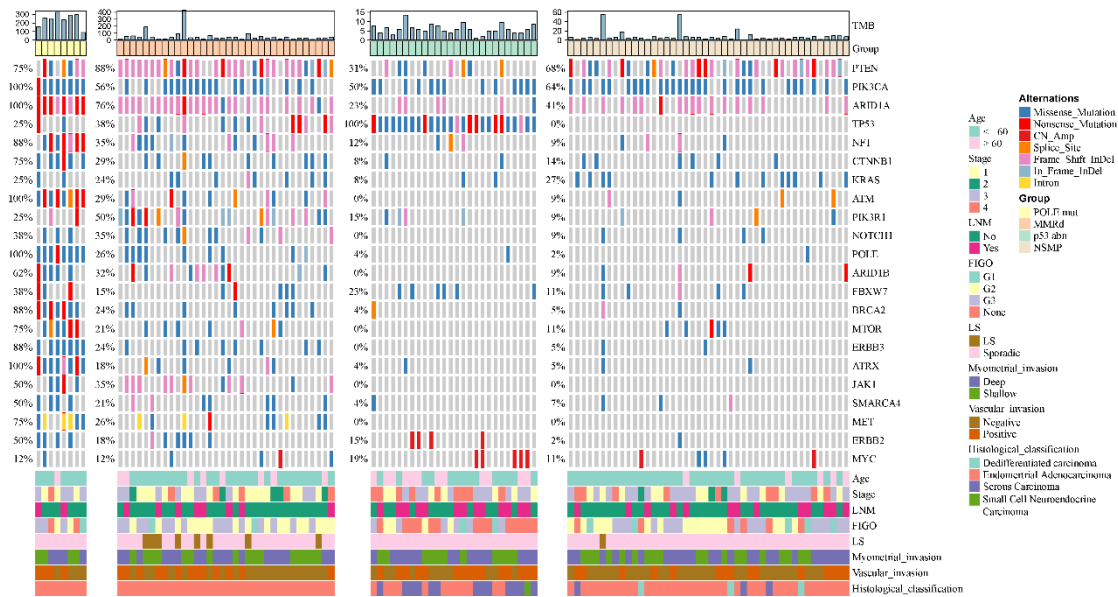 400 300 200 100 0
400 300 200 100 0
15 10 5 0
60 40 20 0
TMB
Group
75% 88% 31% 68% PTEN
100% 56% 50% 64% PIK3CA
100% 76% 23% 41% ARID1A
25% 38% 100% 0% TP53
88% 35% 12% 9% NF1
75% 29% 8% 14% CTNNB1
25% 24% 8% 27% KRAS
100% 29% 0% 9% ATM
25% 50% 15% 9% PIK3R1
38% 35% 0% 9% NOTCH1
100% 26% 4% 2% POLE
62% 32% 0% 9% ARID1B
38% 15% 23% 11% FBXW7
88% 24% 4% 5% BRCA2
75% 21% 0% 11% MTOR
88% 24% 0% 5% ERBB3
100% 18% 4% 5% ATRX
50% 35% 0% 0% JAK1
50% 21% 4% 7% SMARCA4
75% 26% 0% 0% MET
50% 18% 15% 2% ERBB2
12% 12% 19% 11% MYC
Age
Stage
LNM
FIGO
LS
Myometrial_invasion
Vascular_invasion
Histological_classification
Age
< 60
> 60
Stage
1
2
3
4
LNM
No
Yes
FIGO
G1
G2
G3
None
LS
LS
Sporadic
Myometrial_invasion
Deep
Shallow
Vascular_invasion
Negative
Positive
Histological_classification
Dedifferentiated carcinoma
Endometrial Adenocarcinoma
Serous Carcinoma
Small Cell Neuroendocrine
Carcinoma
Alternations
Missense_Mutation
Nonsense_Mutation
CN_Amp
Splice_Site
Frame_Shift_InDel
In_Frame_InDel
Intron
Group
POLE mut
MMRd
p53 abn
NSMP